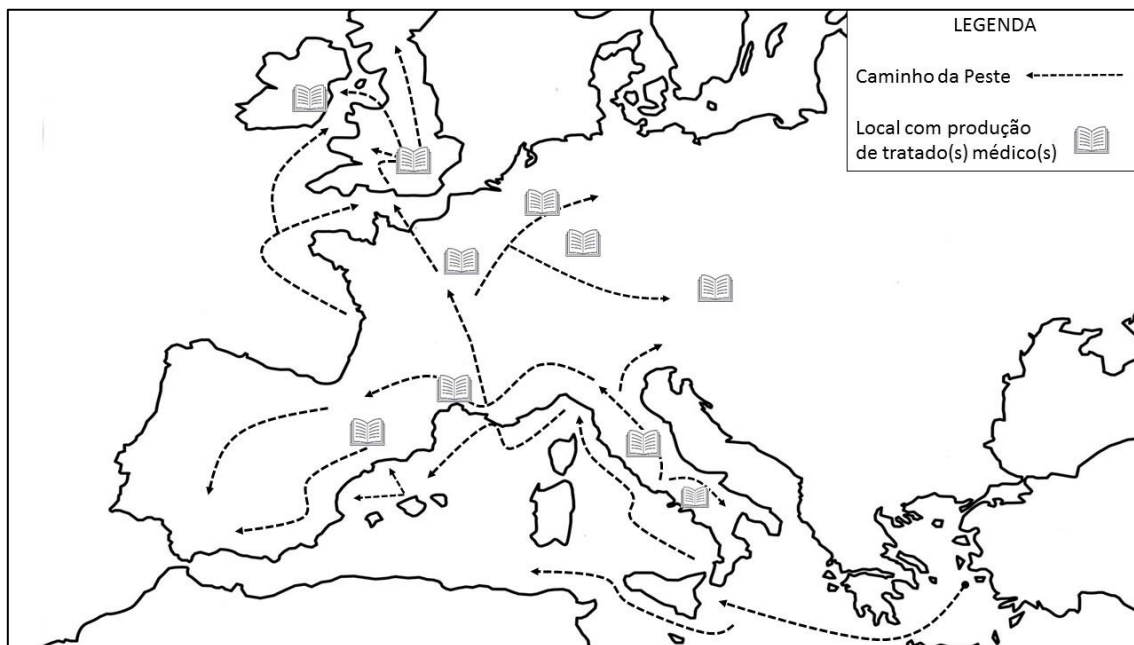 LEGENDA
Caminho da Peste
Local com produção
de tratado(s) médico(s)